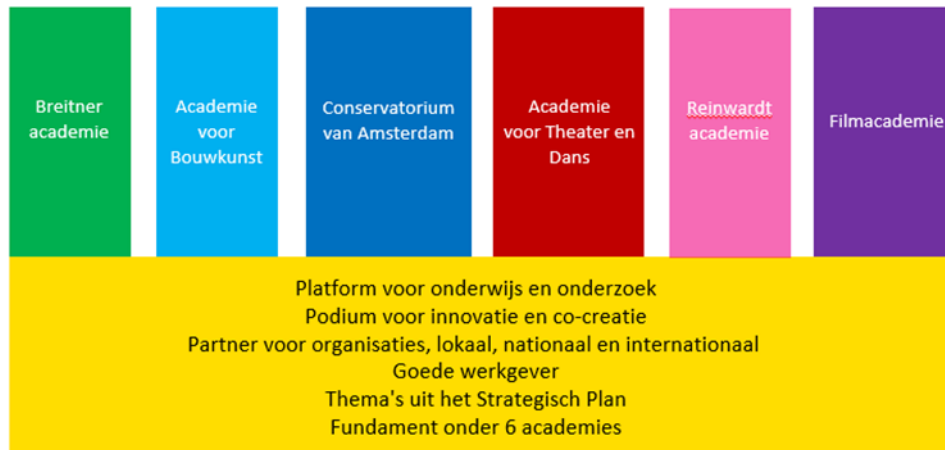 Breitner
academie
Academie
voor
Bouwkunst
Conservatorium
van Amsterdam
Academie
voor Theater en
Dans
Reinwardt
academie
Filmacademie
Platform voor onderwijs en onderzoek
Podium voor innovatie en co-creatie
Partner voor organisaties, lokaal, nationaal en internationaal
Goede werkgever
Thema's uit het Strategisch Plan
Fundament onder 6 academies